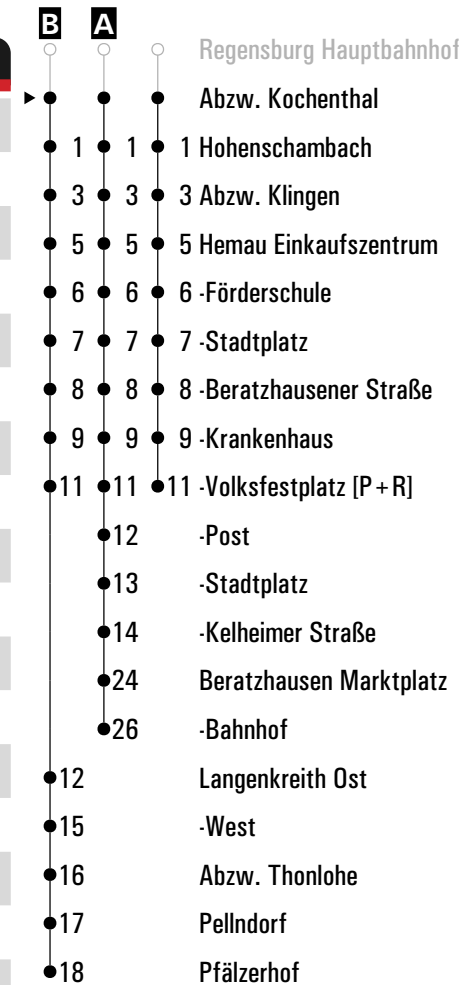 B A
Regensburg Hauptbahnhof
Abzw. Kochenthal
1 1 1 Hohenschambach
3 3 3 Abzw. Klingen
5 5 5 Hemau Einkaufszentrum
6 6 6 -Förderschule
7 7 7 -Stadtplatz
8 8 8 -Beratzhausener Straße
9 9 9 -Krankenhaus
11 11 11 -Volksfestplatz [P+R]
12 -Post
13 -Stadtplatz
14 -Kelheimer Straße
24 Beratzhausen Marktplatz
26 -Bahnhof
12 Langenkreith Ost
15 -West
16 Abzw. Thonlohe
17 Pellndorf
18 Pfälzerhof